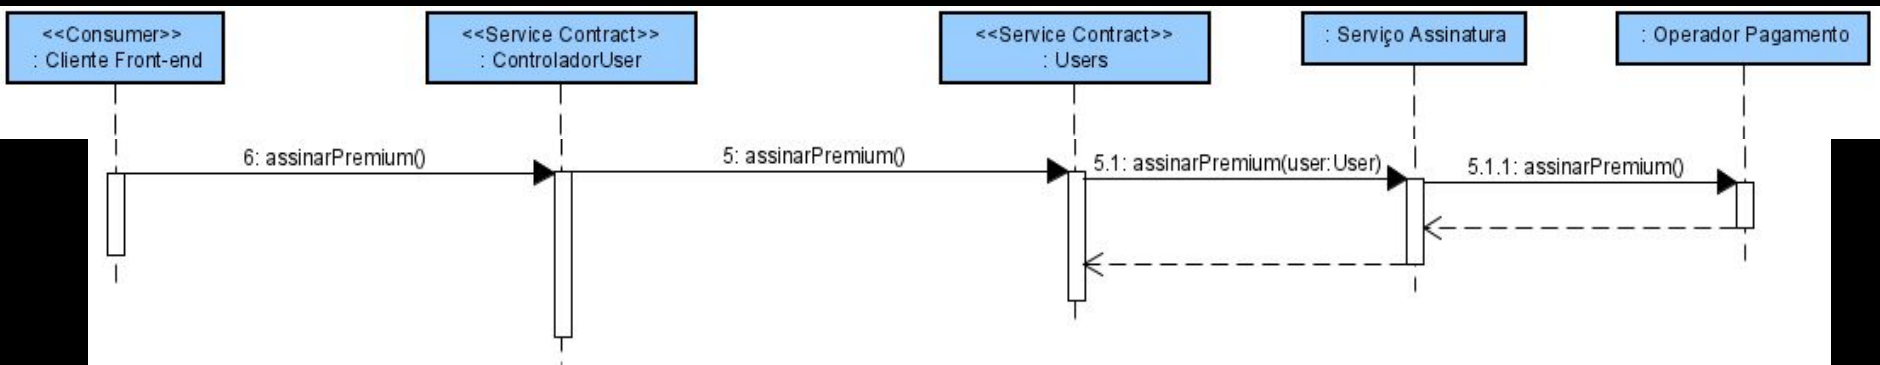 <<Consumer>>
: Cliente Front-end
<<Service Contract>>
: ControladorUser
<<Service Contract>>
: Users
: Serviço Assinatura
: Operador Pagamento
6: assinarPremium()
5: assinarPremium()
5.1: assinarPremium(user:User)
5.1.1: assinarPremium()